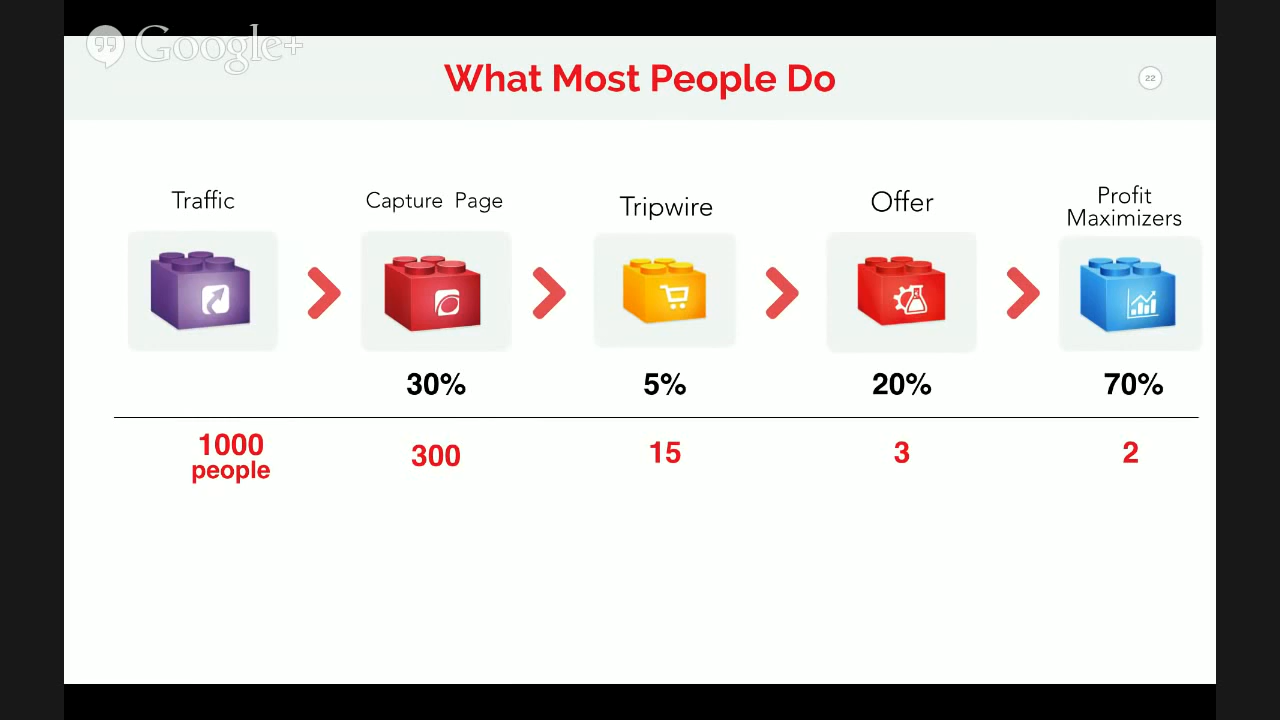 Google+
What Most People Do
22
Traffic
Capture Page
Tripwire
Offer
Profit
Maximizers
30%
5%
20%
70%
1000
people
300
15
3
2